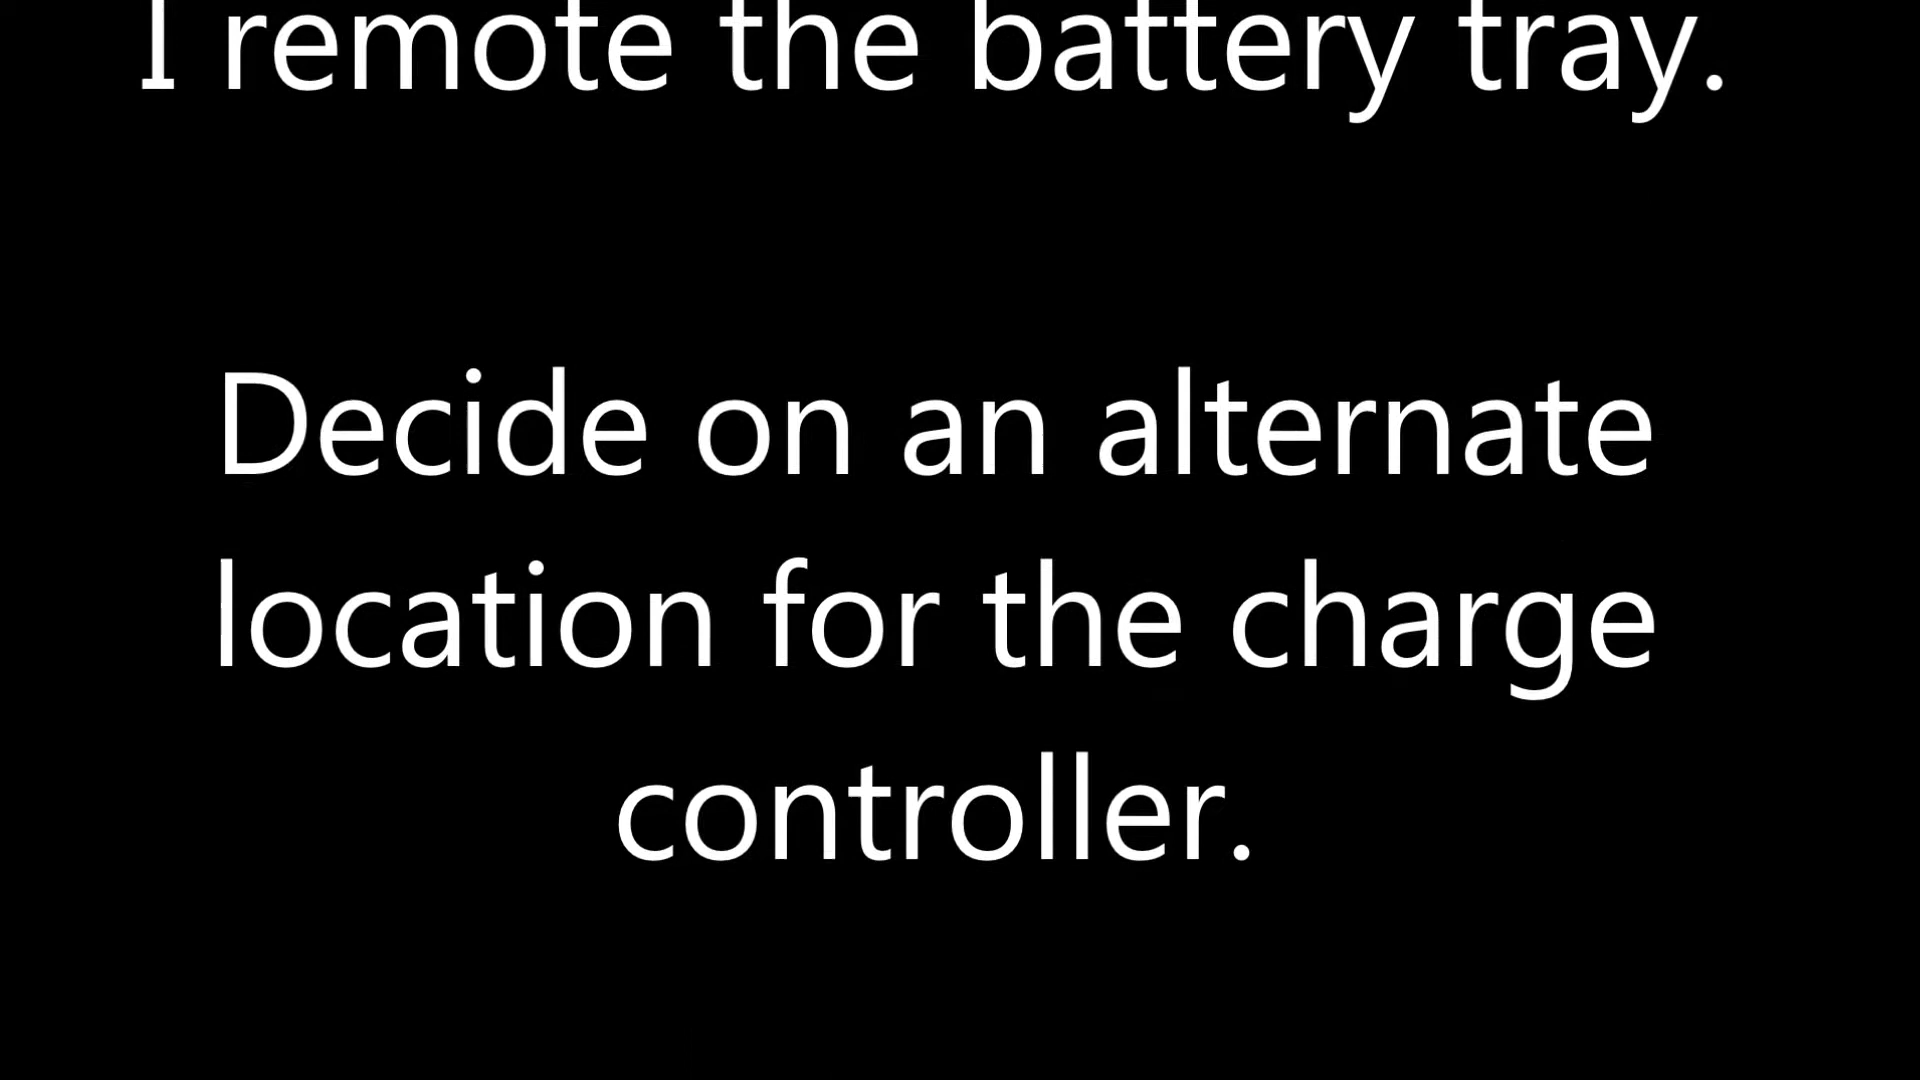 I remote the battery tray.
Decide on an alternate
location for the charge
controller.